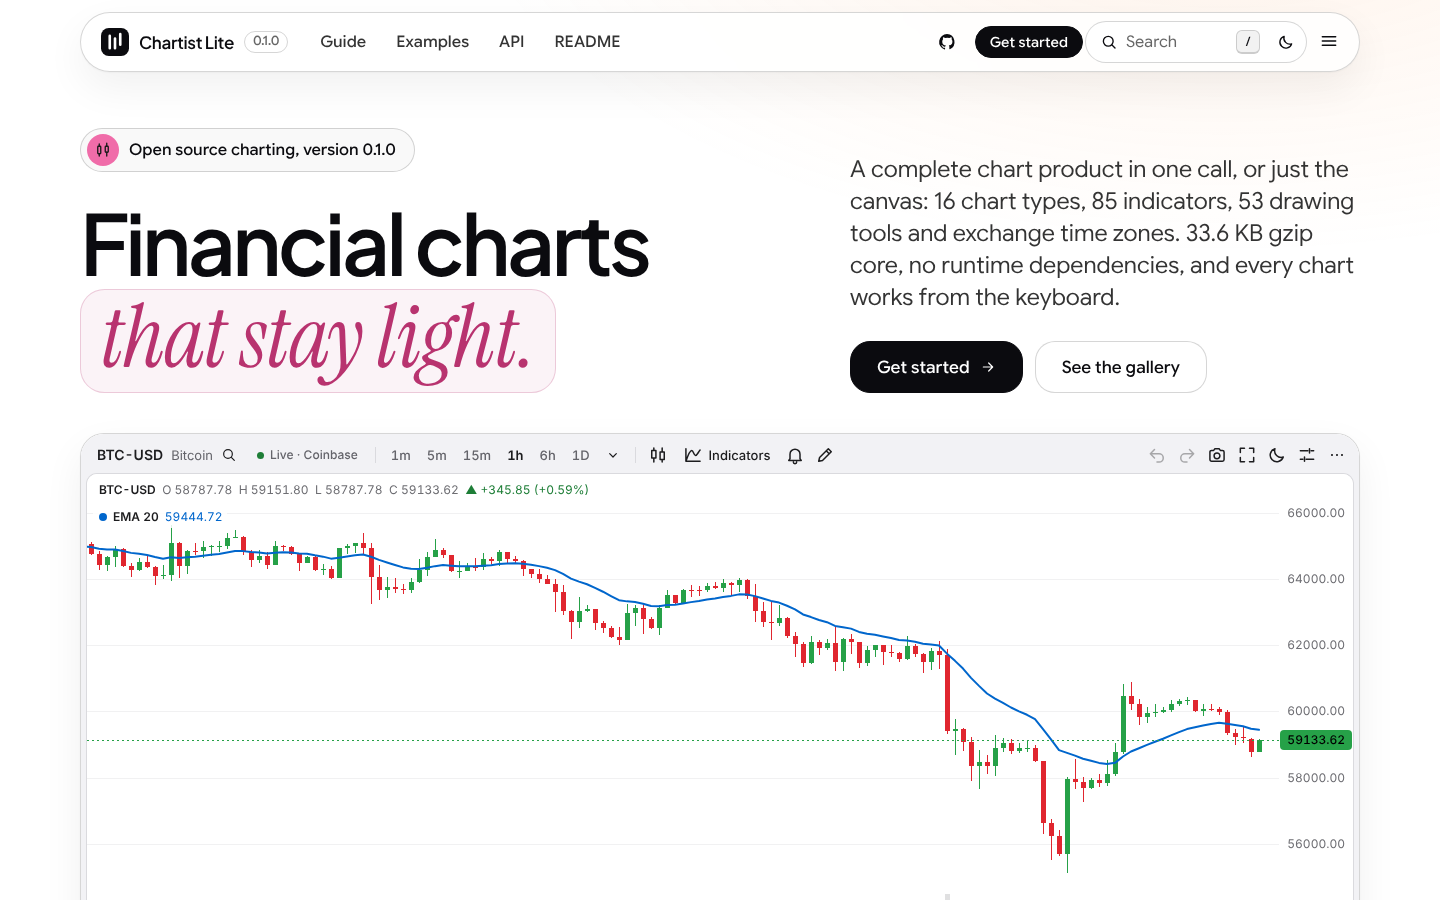 Chartist Lite 0.1.0 Guide Examples API README Get started Search /
Open source charting, version 0.1.0
Financial charts
that stay light.
A complete chart product in one call, or just the
canvas: 16 chart types, 85 indicators, 53 drawing
tools and exchange time zones. 33.6 KB gzip
core, no runtime dependencies, and every chart
works from the keyboard.
Get started → See the gallery
BTC-USD Bitcoin Live · Coinbase 1m 5m 15m 1h 6h 1D Indicators
BTC-USD O 58787.78 H 59151.80 L 58787.78 C 59133.62 ▲ +345.85 (+0.59%)
EMA 20 59444.72
66000.00
64000.00
62000.00
60000.00
59133.62
58000.00
56000.00